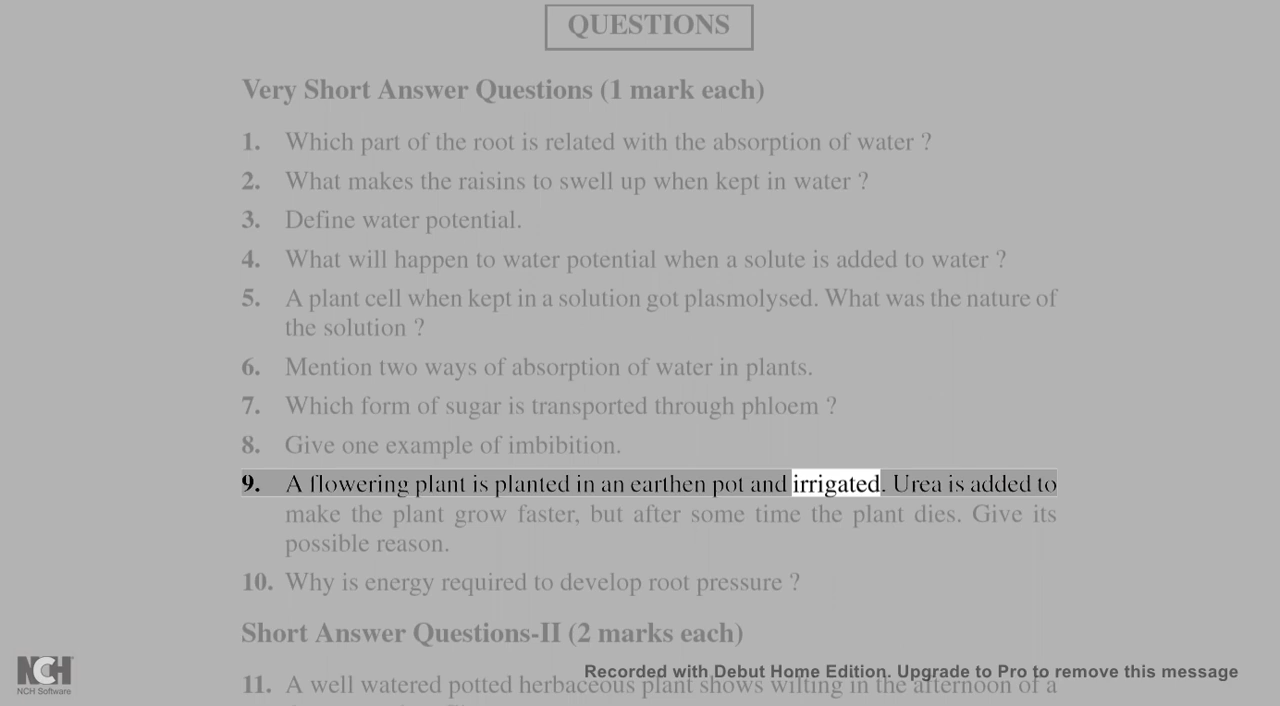 QUESTIONS
Very Short Answer Questions (1 mark each)
1. Which part of the root is related with the absorption of water ?
2. What makes the raisins to swell up when kept in water ?
3. Define water potential.
4. What will happen to water potential when a solute is added to water ?
5. A plant cell when kept in a solution got plasmolysed. What was the nature of
the solution ?
6. Mention two ways of absorption of water in plants.
7. Which form of sugar is transported through phloem ?
8. Give one example of imbibition.
9. A flowering plant is planted in an earthen pot and irrigated. Urea is added to
make the plant grow faster, but after some time the plant dies. Give its
possible reason.
10. Why is energy required to develop root pressure ?
Short Answer Questions-II (2 marks each)
NCH
NCH Software
Recorded with Debut Home Edition. Upgrade to Pro to remove this message
11. A well watered potted herbaceous plant shows wilting in the afternoon of a